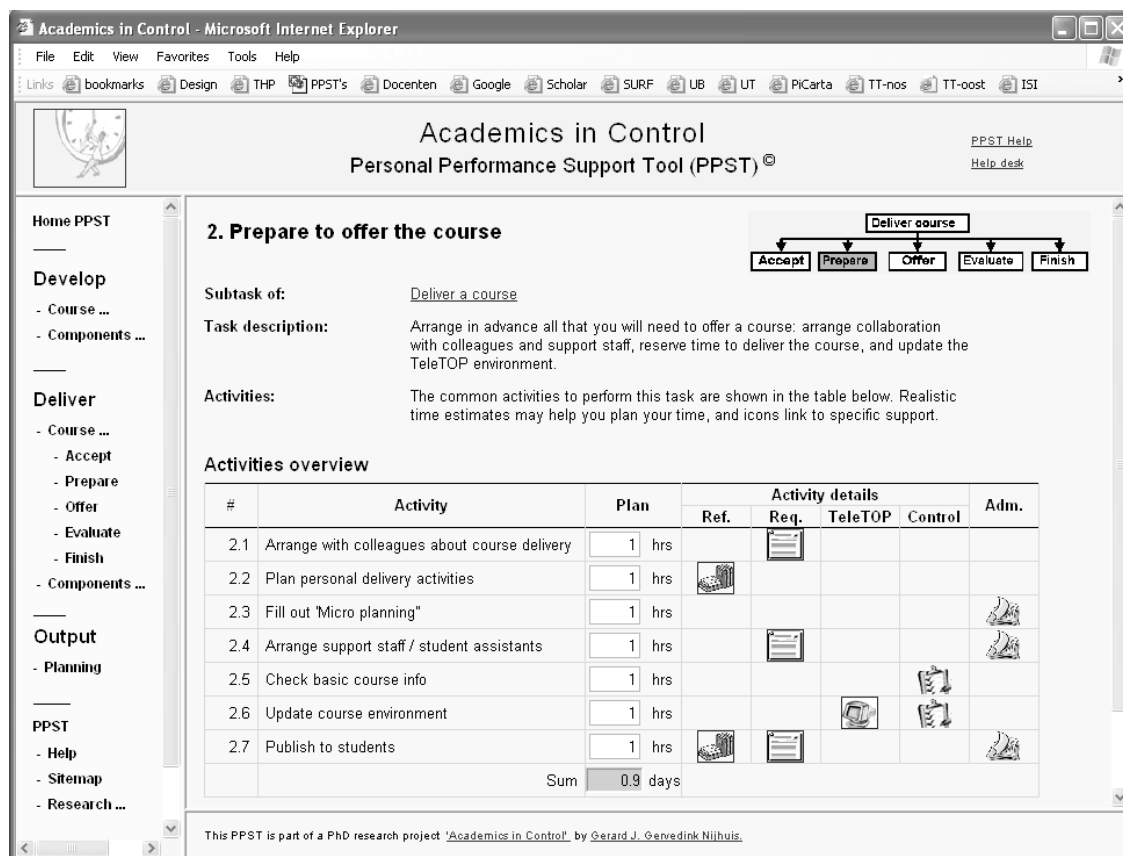 Academics in Control - Microsoft Internet Explorer
File Edit View Favorites Tools Help
Links bookmarks Design THP PPST's Docenten Google Scholar SURF UB UT PiCarta TT-nos TT-oost ISI »
Academics in Control
Personal Performance Support Tool (PPST) ©
PPST Help
Help desk
Home PPST
Develop
- Course ...
- Components ...
Deliver
- Course ...
- Accept
- Prepare
- Offer
- Evaluate
- Finish
- Components ...
Output
- Planning
PPST
- Help
- Sitemap
- Research ...
2. Prepare to offer the course
Deliver course
Accept Prepare Offer Evaluate Finish
Subtask of: Deliver a course
Task description: Arrange in advance all that you will need to offer a course: arrange collaboration
with colleagues and support staff, reserve time to deliver the course, and update the
TeleTOP environment.
Activities: The common activities to perform this task are shown in the table below. Realistic
time estimates may help you plan your time, and icons link to specific support.
Activities overview
# Activity Plan Activity details Adm.
Ref. Req. TeleTOP Control
2.1 Arrange with colleagues about course delivery 1 hrs
2.2 Plan personal delivery activities 1 hrs
2.3 Fill out 'Micro planning" 1 hrs
2.4 Arrange support staff / student assistants 1 hrs
2.5 Check basic course info 1 hrs
2.6 Update course environment 1 hrs
2.7 Publish to students 1 hrs
Sum 0.9 days
This PPST is part of a PhD research project 'Academics in Control' by Gerard J. Gervedink Nijhuis.